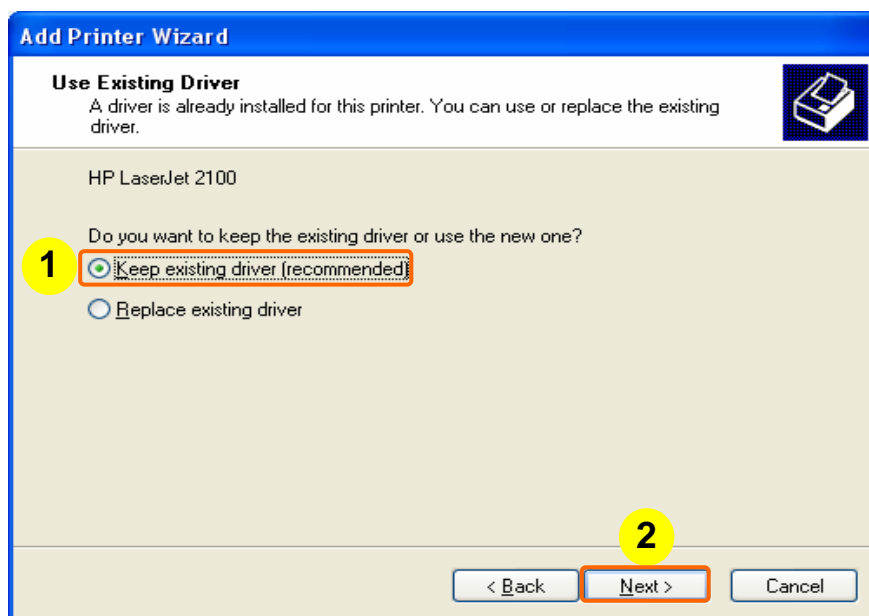 Add Printer Wizard
Use Existing Driver
A driver is already installed for this printer. You can use or replace the existing
driver.
HP LaserJet 2100
Do you want to keep the existing driver or use the new one?
1
Keep existing driver (recommended)
Replace existing driver
2
< Back
Next >
Cancel